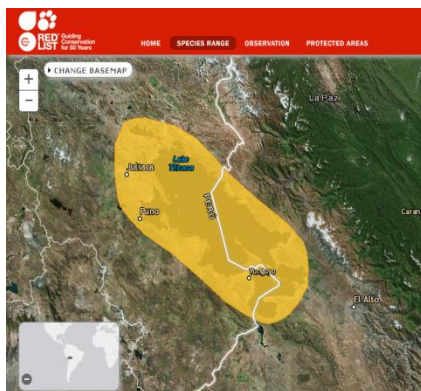 RED LIST
Guiding Conservation for 50 Years
HOME SPECIES RANGE OBSERVATION PROTECTED AREAS
+
CHANGE BASEMAP
−
La Paz
Lake Titicaca
Juliaca
Puno
PERU
Yunguyo
El Alto
Caran